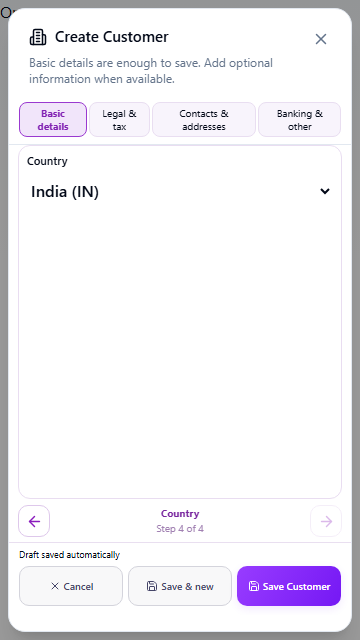 Create Customer
Basic details are enough to save. Add optional
information when available.
Basic
details
Legal &
tax
Contacts &
addresses
Banking &
other
Country
India (IN)
Country
Step 4 of 4
Draft saved automatically
Cancel
Save & new
Save Customer